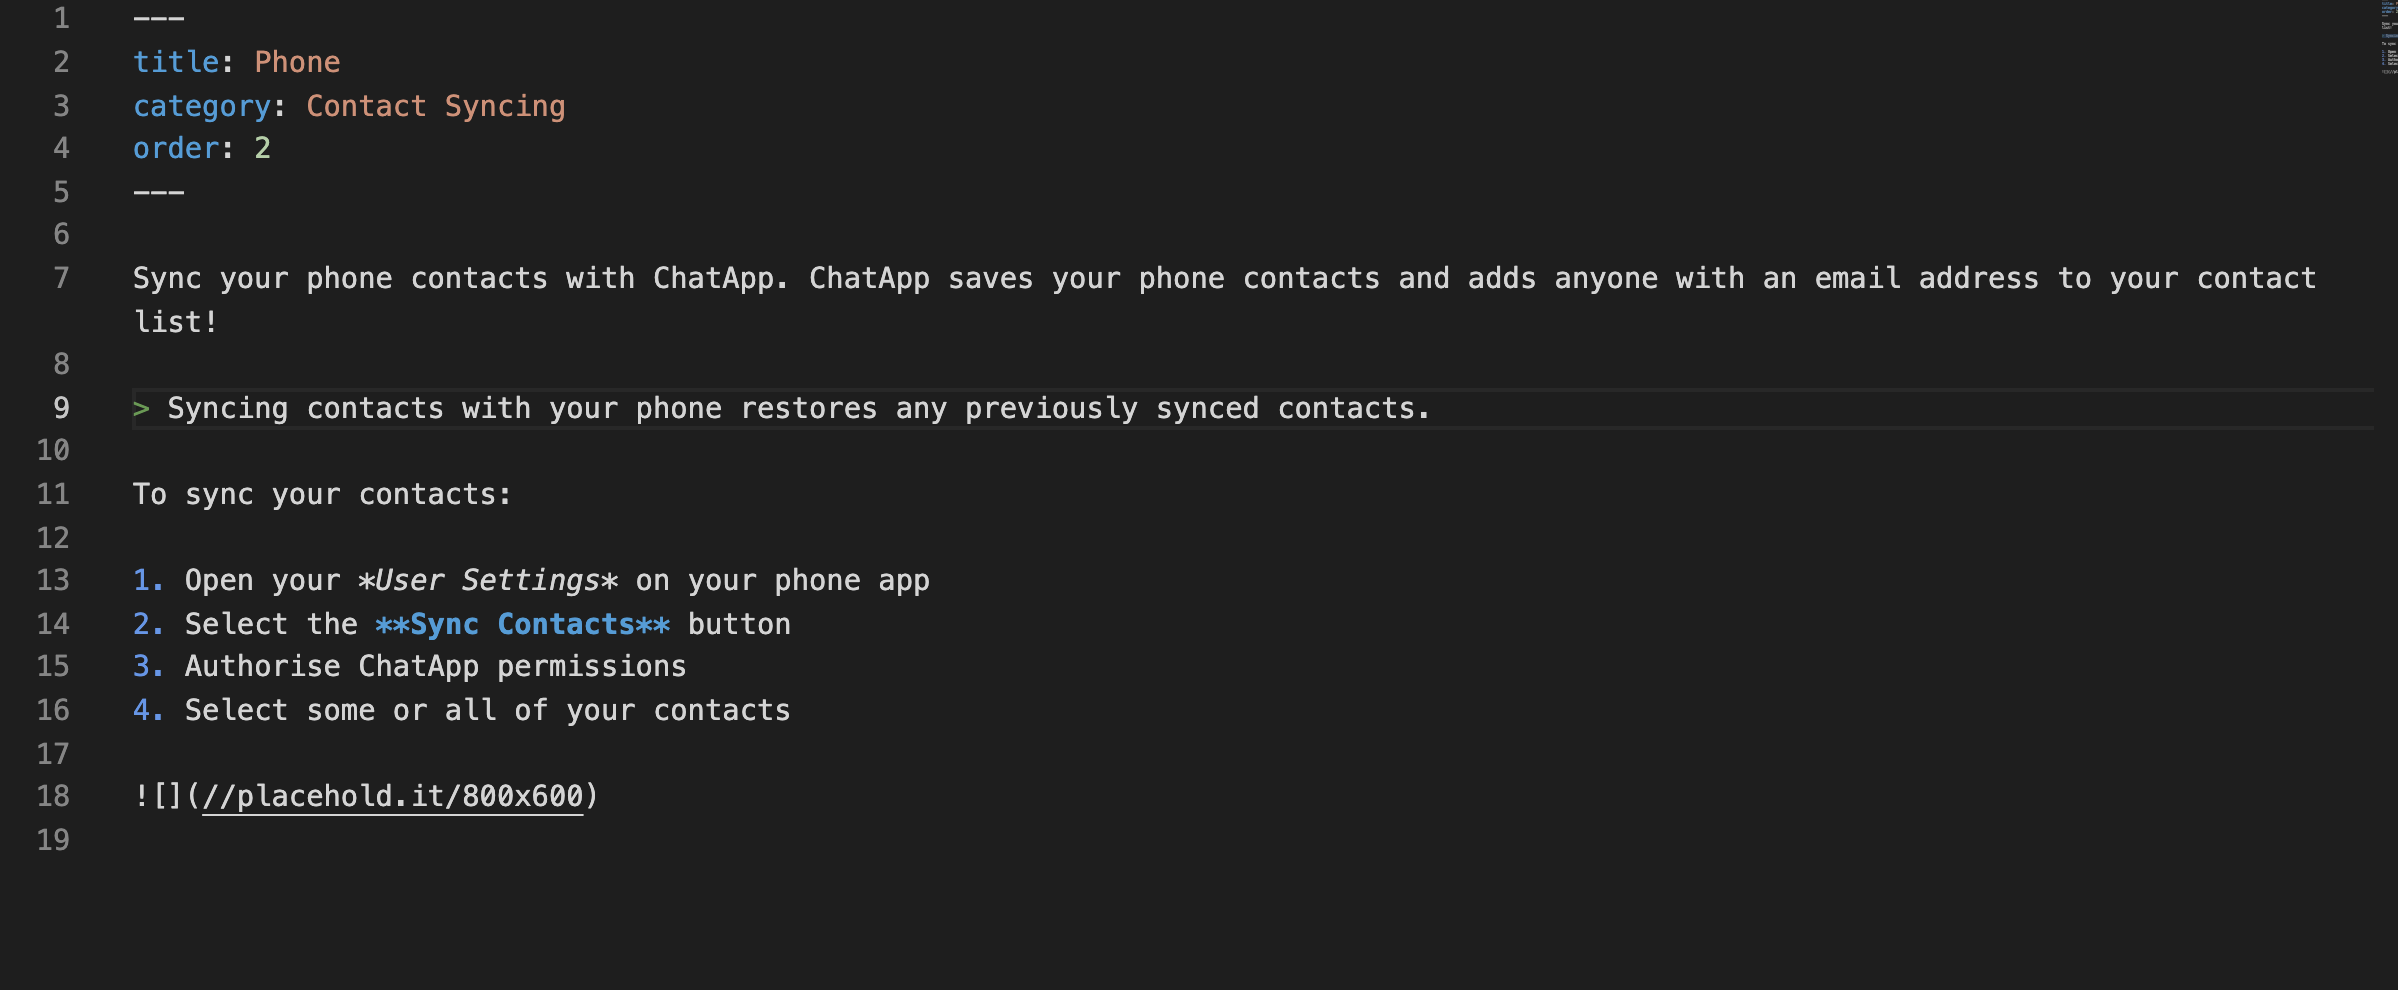 1 ---
2 title: Phone
3 category: Contact Syncing
4 order: 2
5 ---
6
7 Sync your phone contacts with ChatApp. ChatApp saves your phone contacts and adds anyone with an email address to your contact
list!
8
9 > Syncing contacts with your phone restores any previously synced contacts.
10
11 To sync your contacts:
12
13 1. Open your *User Settings* on your phone app
14 2. Select the **Sync Contacts** button
15 3. Authorise ChatApp permissions
16 4. Select some or all of your contacts
17
18 ![](//placehold.it/800x600)
19